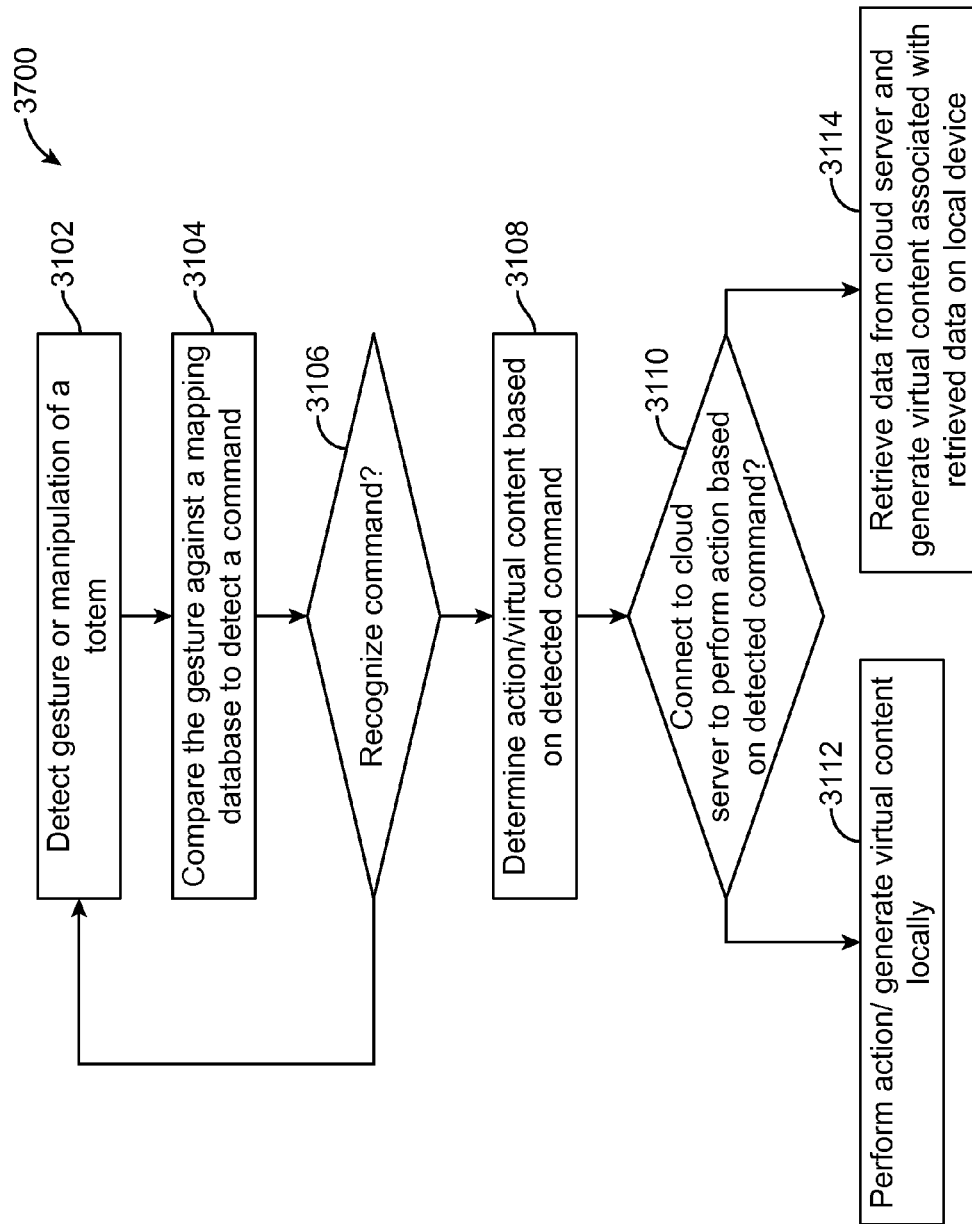 3700
3102
Detect gesture or manipulation of a
totem
3104
Compare the gesture against a mapping
database to detect a command
3106
Recognize command?
3108
Determine action/virtual content based
on detected command
3110
Connect to cloud
server to perform action based
on detected command?
3112
Perform action/ generate virtual content
locally
3114
Retrieve data from cloud server and
generate virtual content associated with
retrieved data on local device